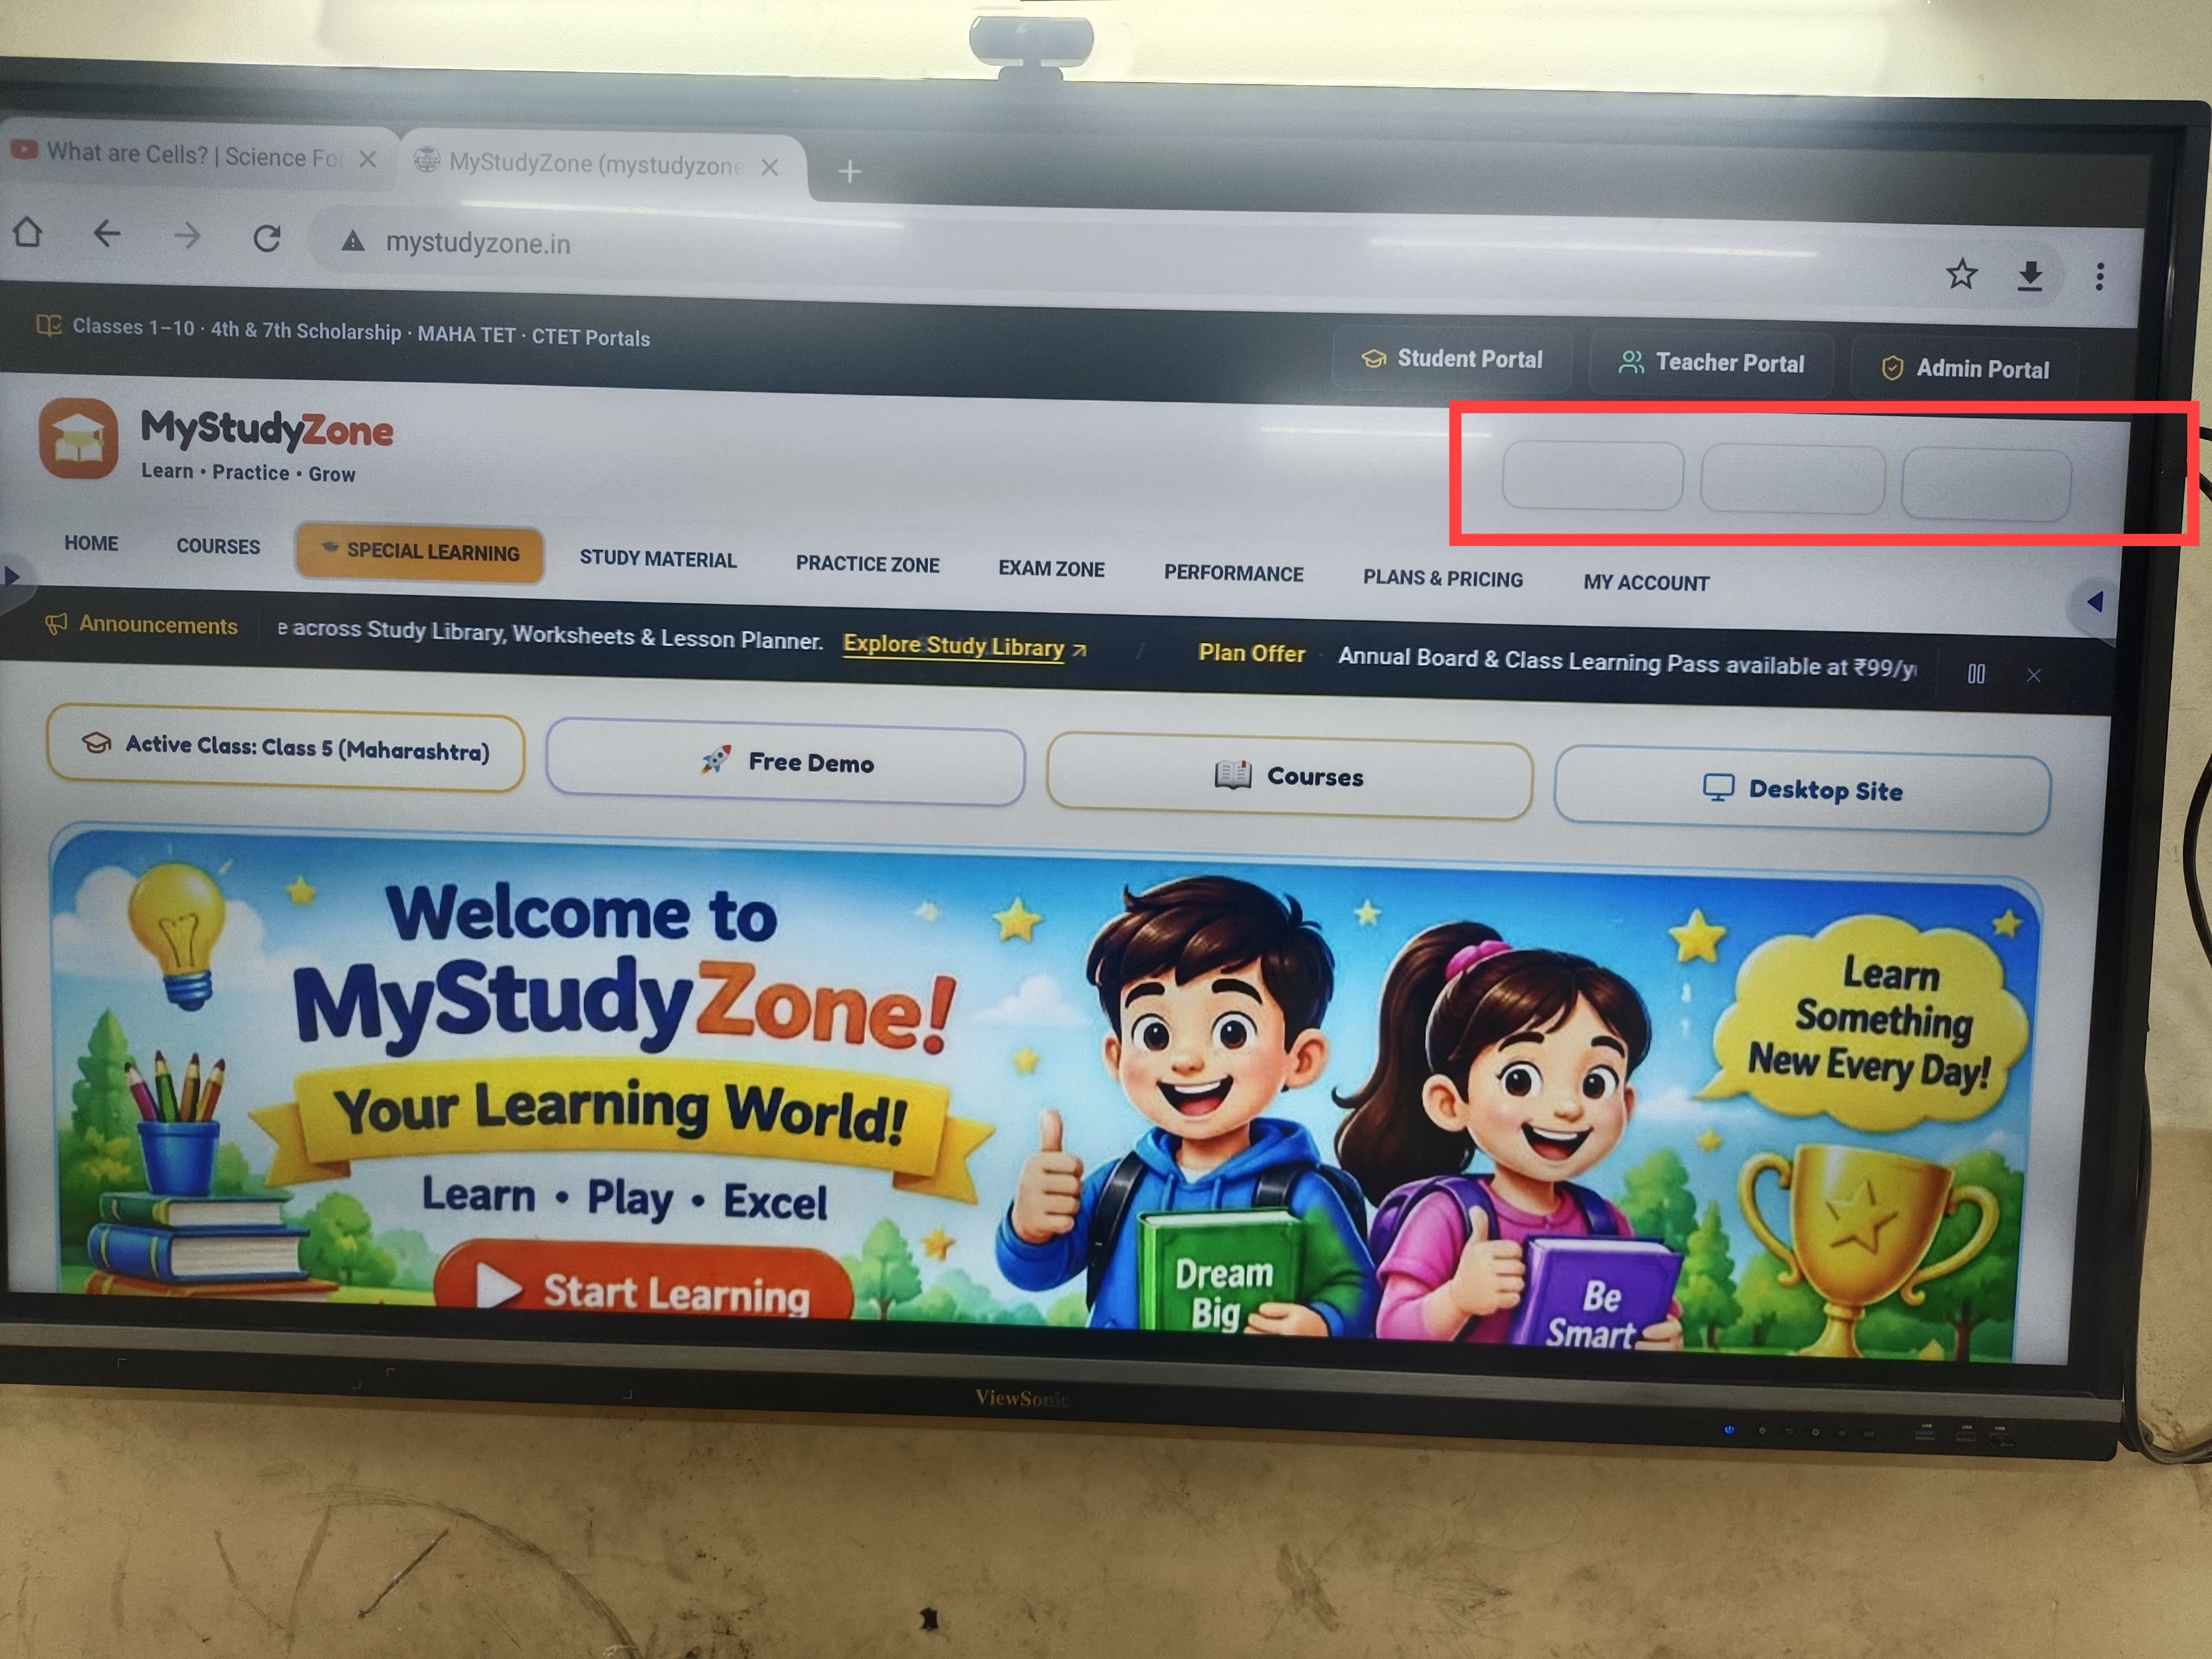 What are Cells? | Science Fo
MyStudyZone (mystudyzone
mystudyzone.in
Classes 1–10 · 4th & 7th Scholarship · MAHA TET · CTET Portals
Student Portal
Teacher Portal
Admin Portal
MyStudyZone
Learn • Practice • Grow
HOME
COURSES
SPECIAL LEARNING
STUDY MATERIAL
PRACTICE ZONE
EXAM ZONE
PERFORMANCE
PLANS & PRICING
MY ACCOUNT
Announcements
e across Study Library, Worksheets & Lesson Planner.
Explore Study Library ↗
/
Plan Offer
Annual Board & Class Learning Pass available at ₹99/y
Active Class: Class 5 (Maharashtra)
Free Demo
Courses
Desktop Site
Welcome to
MyStudyZone!
Your Learning World!
Learn • Play • Excel
Start Learning
Dream
Big
Be
Smart
Learn
Something
New Every Day!
ViewSonic